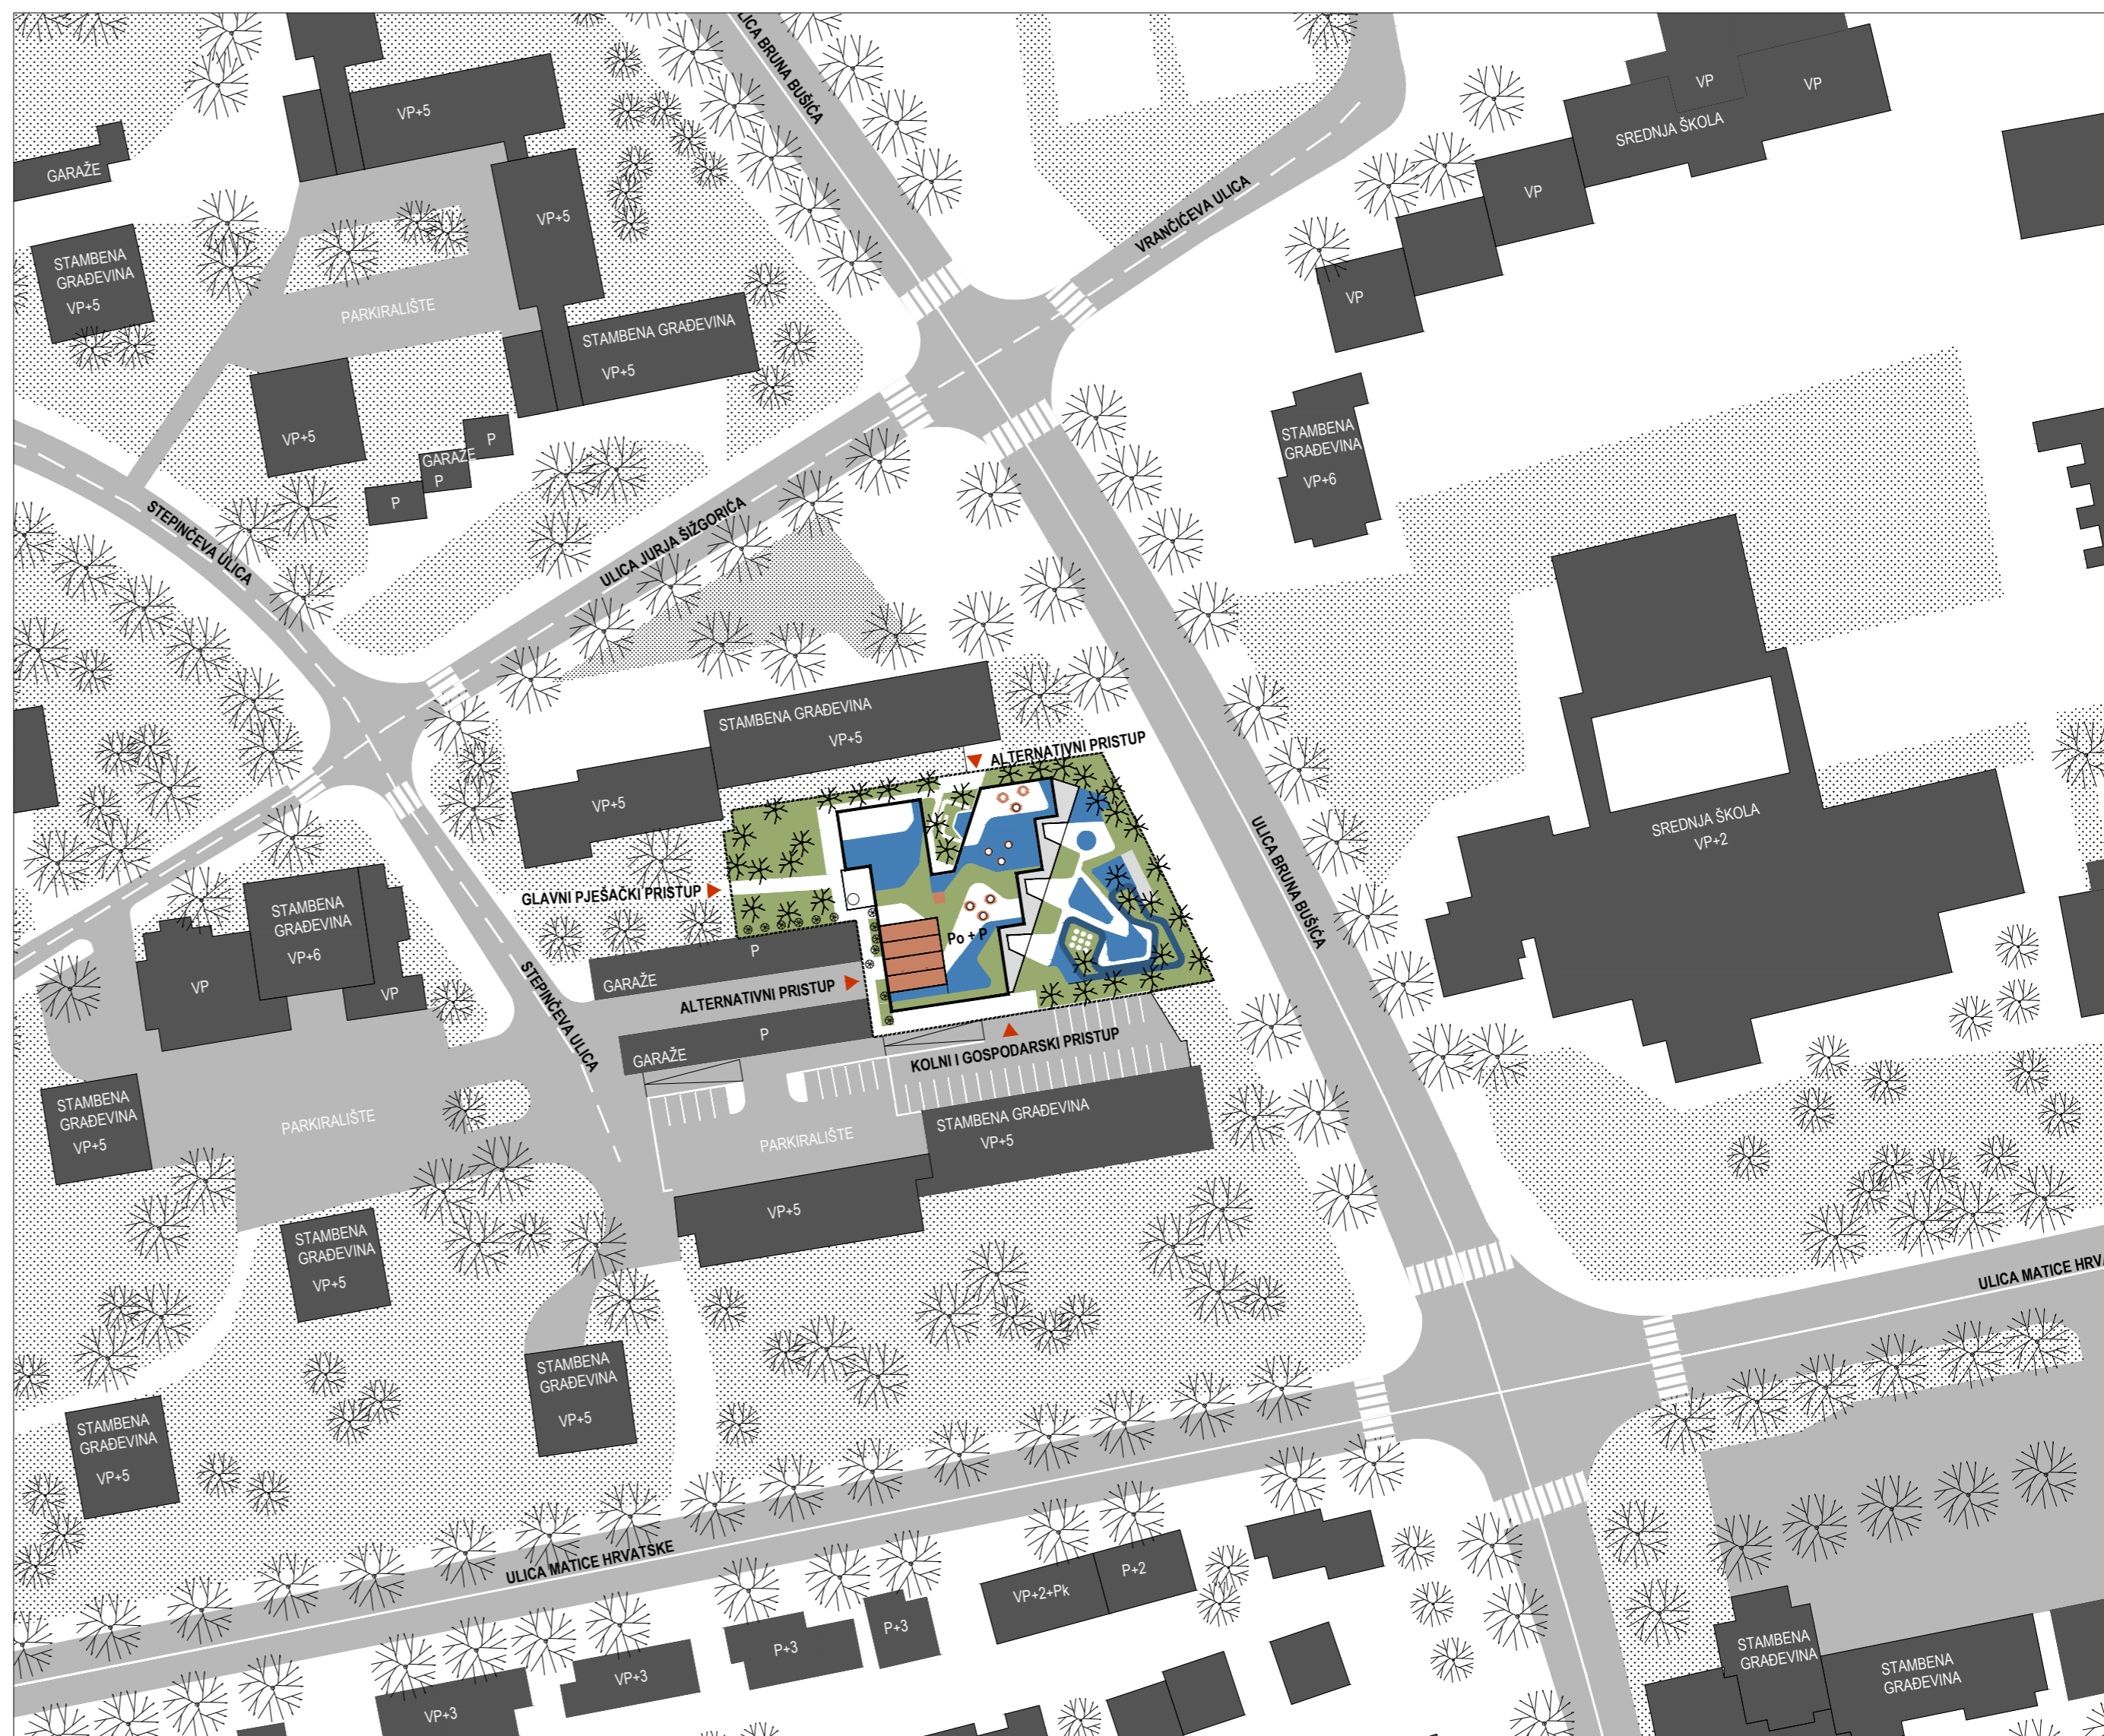 ULICA BRUNA BUŠIĆA
VP+5
GARAŽE
VP
VP
SREDNJA ŠKOLA
VP
VP
VRANČIĆEVA ULICA
VP+5
STAMBENA
GRAĐEVINA
VP+5
PARKIRALIŠTE
STAMBENA GRAĐEVINA
VP+5
VP+5
P
GARAŽE
P
P
STAMBENA
GRAĐEVINA
VP+6
STEPINČEVA ULICA
ULICA JURJA ŠIŽGORIĆA
STAMBENA GRAĐEVINA
VP+5
VP+5
ALTERNATIVNI PRISTUP
ULICA BRUNA BUŠIĆA
SREDNJA ŠKOLA
VP+2
GLAVNI PJEŠAČKI PRISTUP
STAMBENA
GRAĐEVINA
VP+6
VP
VP
Po + P
P
GARAŽE
ALTERNATIVNI PRISTUP
P
GARAŽE
STEPINČEVA ULICA
KOLNI I GOSPODARSKI PRISTUP
STAMBENA
GRAĐEVINA
VP+5
PARKIRALIŠTE
PARKIRALIŠTE
STAMBENA GRAĐEVINA
VP+5
VP+5
STAMBENA
GRAĐEVINA
VP+5
ULICA MATICE HRVA
STAMBENA
GRAĐEVINA
VP+5
STAMBENA
GRAĐEVINA
VP+5
ULICA MATICE HRVATSKE
VP+2+Pk
P+2
P+3
P+3
VP+3
VP+3
STAMBENA
GRAĐEVINA
STAMBENA
GRAĐEVINA